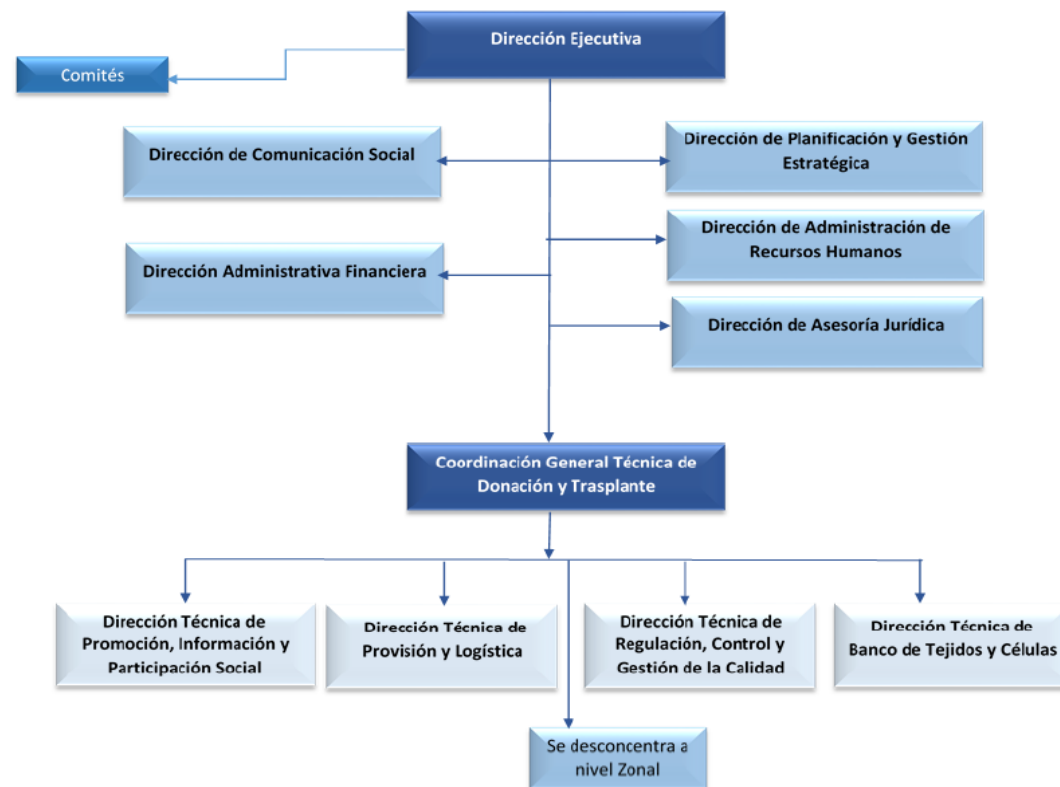 Dirección Ejecutiva
Comités
Dirección de Comunicación Social
Dirección de Planificación y Gestión
Estratégica
Dirección de Administración de
Recursos Humanos
Dirección Administrativa Financiera
Dirección de Asesoría Jurídica
Coordinación General Técnica de
Donación y Trasplante
Dirección Técnica de
Promoción, Información y
Participación Social
Dirección Técnica de
Provisión y Logística
Dirección Técnica de
Regulación, Control y
Gestión de la Calidad
Dirección Técnica de
Banco de Tejidos y Células
Se desconcentra a
nivel Zonal